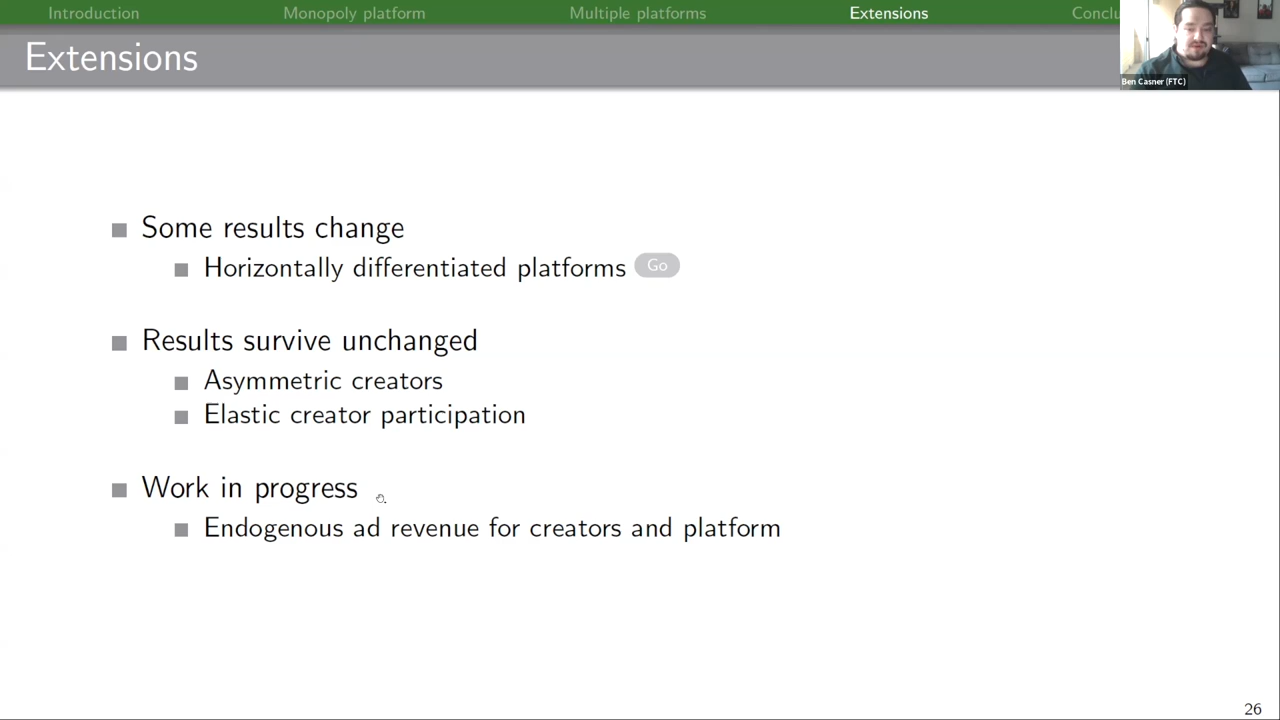 Introduction Monopoly platform Multiple platforms Extensions Conclu
Extensions
Ben Casner (FTC)
Some results change
Horizontally differentiated platforms Go
Results survive unchanged
Asymmetric creators
Elastic creator participation
Work in progress
Endogenous ad revenue for creators and platform
26